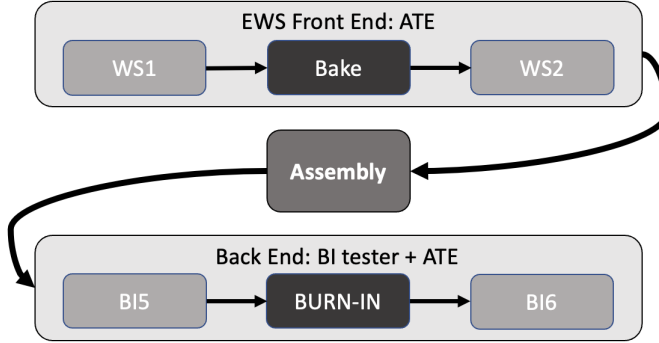 EWS Front End: ATE
WS1
Bake
WS2
Assembly
Back End: BI tester + ATE
BI5
BURN-IN
BI6